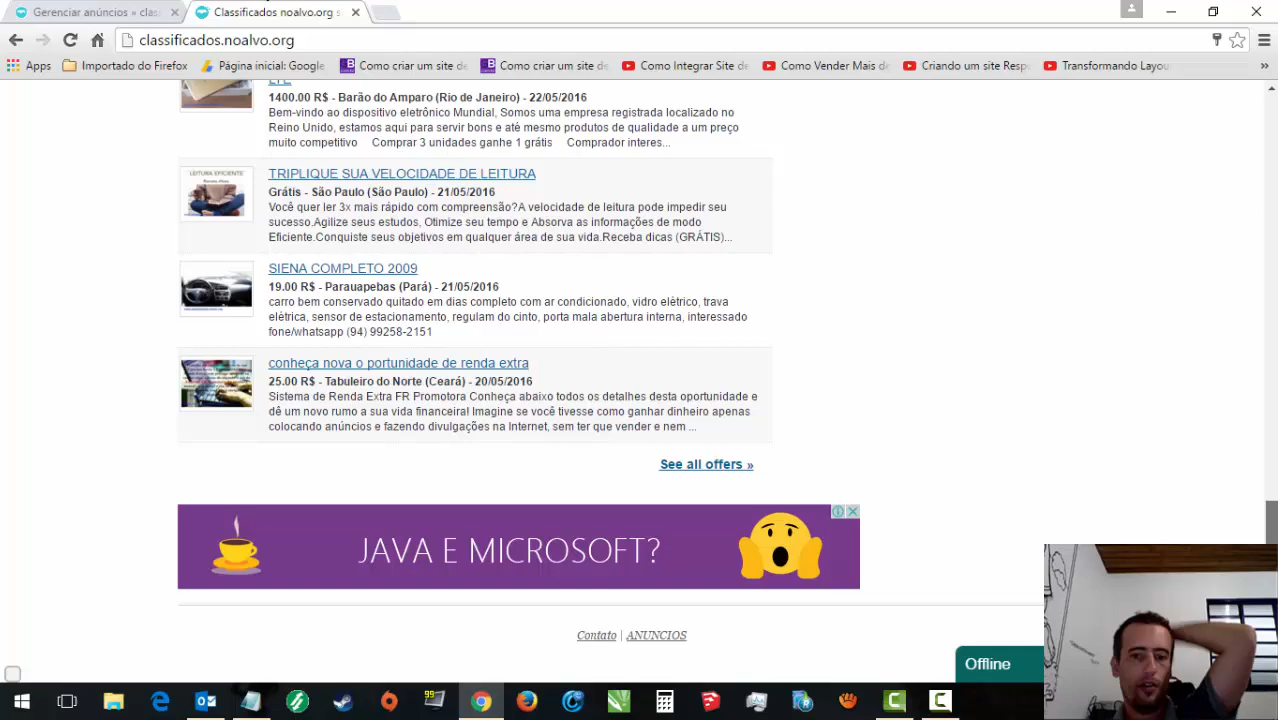 Gerenciar anúncios « clas
Classificados noalvo.org s
classificados.noalvo.org
Apps
Importado do Firefox
Página inicial: Google
Como criar um site de
Como criar um site de
Como Integrar Site de
Como Vender Mais d
Criando um site Resp
Transformando Layou
1400.00 R$ - Barão do Amparo (Rio de Janeiro) - 22/05/2016
Bem-vindo ao dispositivo eletrônico Mundial, Somos uma empresa registrada localizado no
Reino Unido, estamos aqui para servir bons e até mesmo produtos de qualidade a um preço
muito competitivo Comprar 3 unidades ganhe 1 grátis Comprador interes...
LEITURA EFICIENTE
TRIPLIQUE SUA VELOCIDADE DE LEITURA
Grátis - São Paulo (São Paulo) - 21/05/2016
Você quer ler 3x mais rápido com compreensão?A velocidade de leitura pode impedir seu
sucesso.Agilize seus estudos, Otimize seu tempo e Absorva as informações de modo
Eficiente.Conquiste seus objetivos em qualquer área de sua vida.Receba dicas (GRÁTIS)...
SIENA COMPLETO 2009
19.00 R$ - Parauapebas (Pará) - 21/05/2016
carro bem conservado quitado em dias completo com ar condicionado, vidro elétrico, trava
elétrica, sensor de estacionamento, regulam do cinto, porta mala abertura interna, interessado
fone/whatsapp (94) 99258-2151
conheça nova o portunidade de renda extra
25.00 R$ - Tabuleiro do Norte (Ceará) - 20/05/2016
Sistema de Renda Extra FR Promotora Conheça abaixo todos os detalhes desta oportunidade e
dê um novo rumo a sua vida financeira! Imagine se você tivesse como ganhar dinheiro apenas
colocando anúncios e fazendo divulgações na Internet, sem ter que vender e nem ...
See all offers »
JAVA E MICROSOFT?
Contato | ANUNCIOS
Offline
99